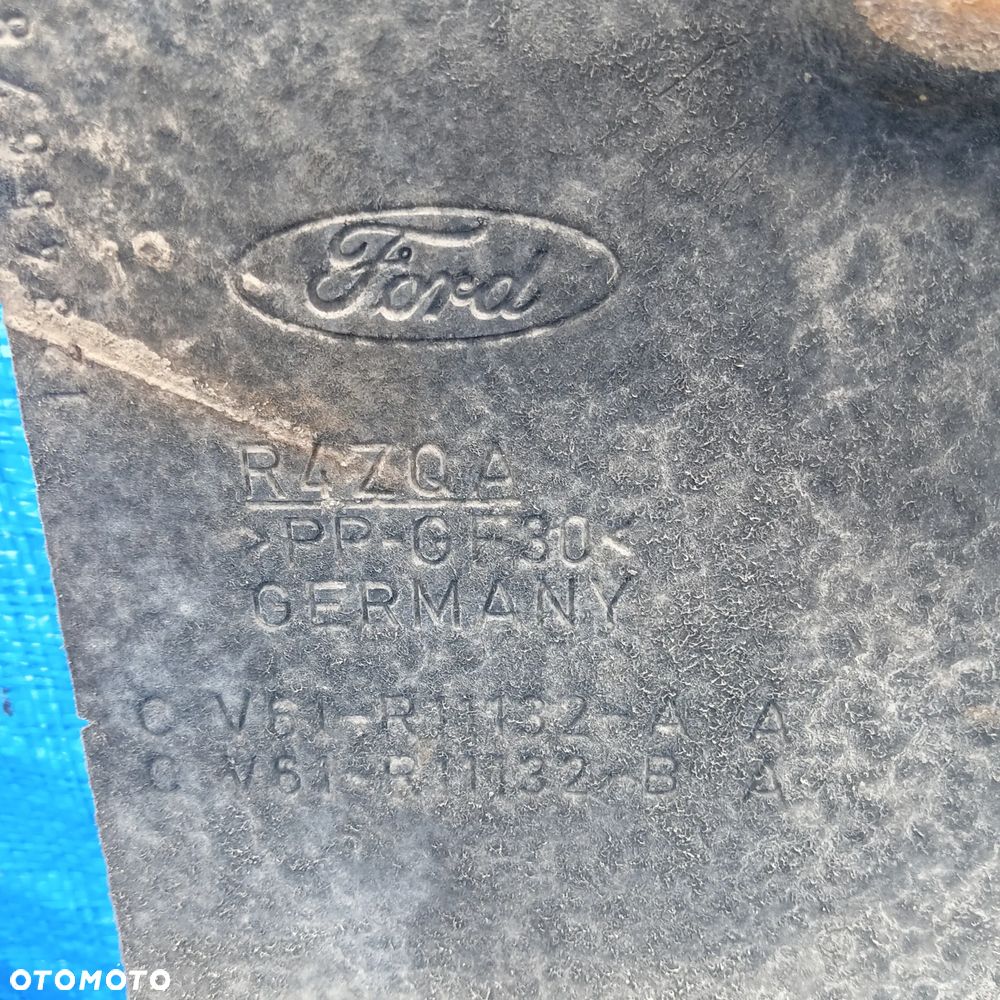 Ford
R4ZQA
>PP-GF30<
GERMANY
C V61-R11132-A A
C V61-R11132-B A
OTOMOTO